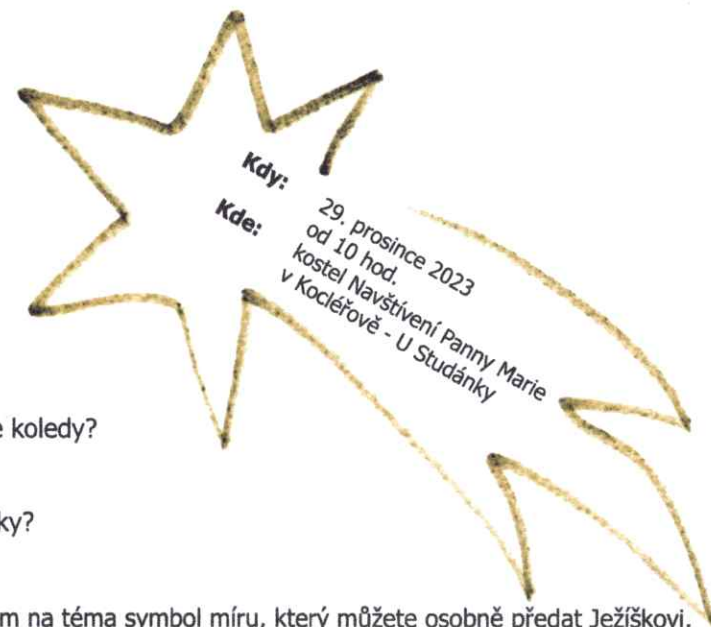 Kdy: 29. prosince 2023
od 10 hod.
Kde: kostel Navštívení Panny Marie
v Kocléřově - U Studánky
e koledy?
ky?
m na téma symbol míru, který můžete osobně předat Ježíškovi.